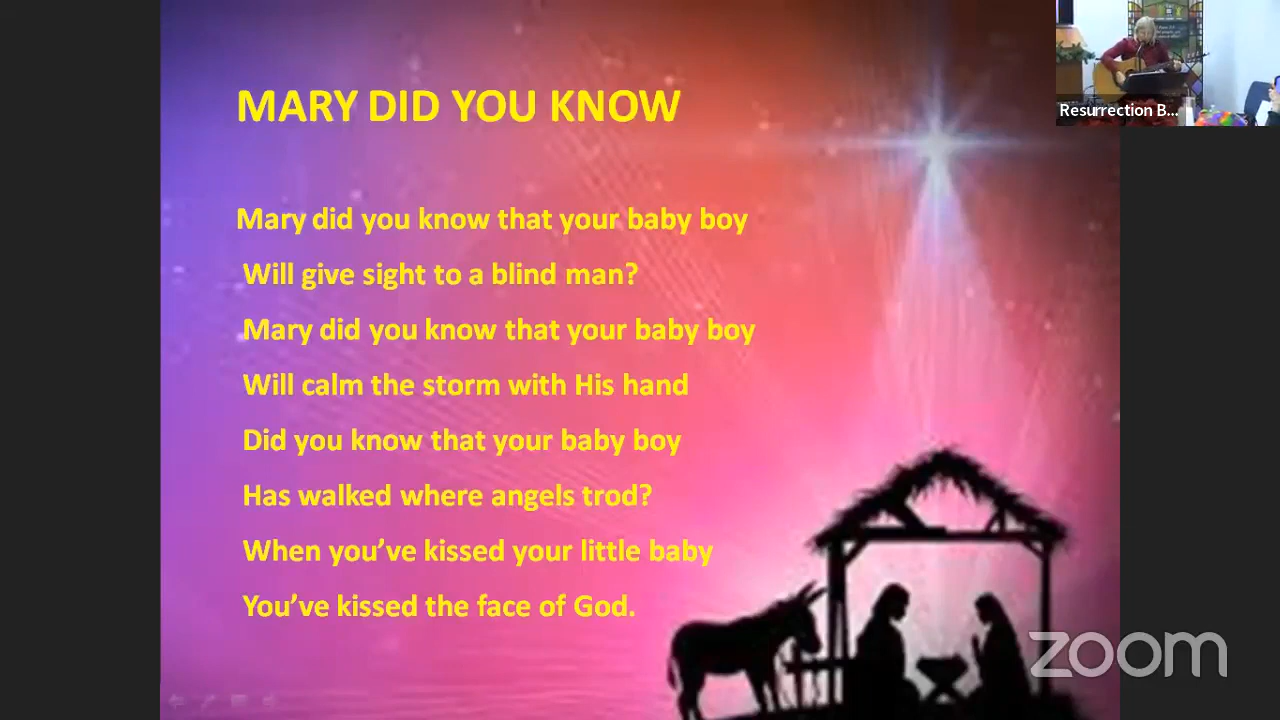 MARY DID YOU KNOW
Resurrection B...
Mary did you know that your baby boy
Will give sight to a blind man?
Mary did you know that your baby boy
Will calm the storm with His hand
Did you know that your baby boy
Has walked where angels trod?
When you’ve kissed your little baby
You’ve kissed the face of God.
zoom